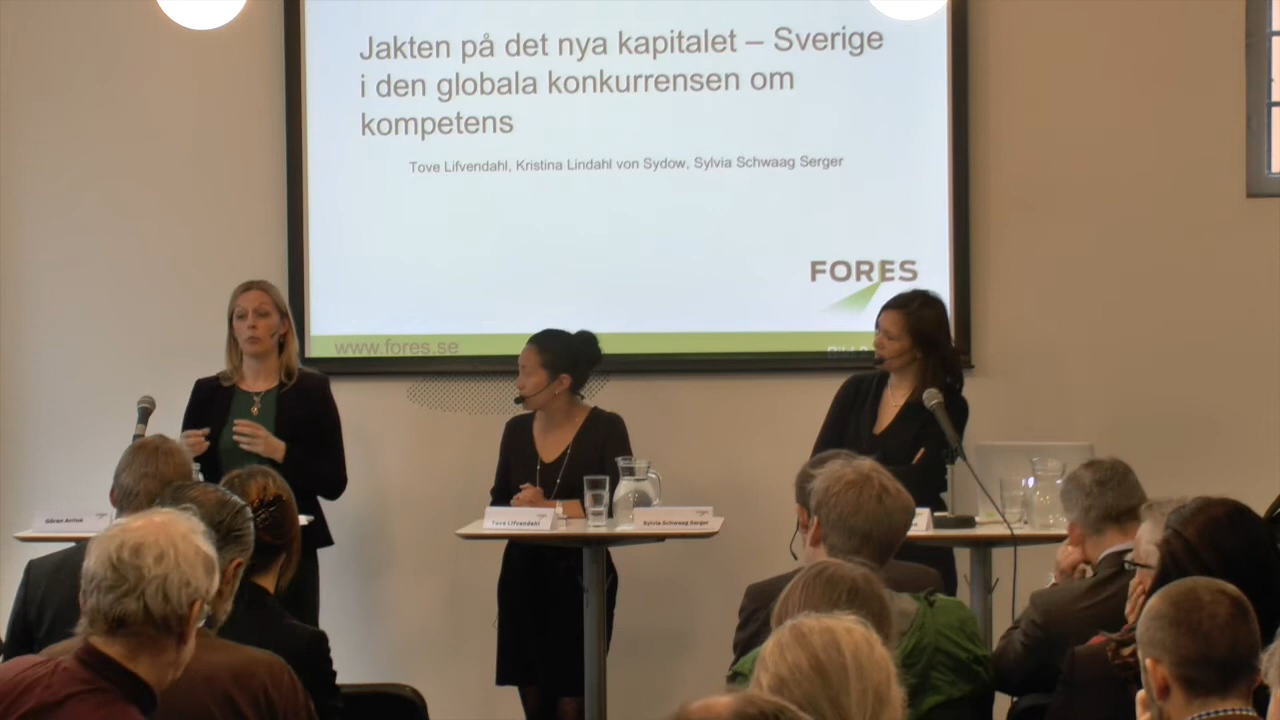 Jakten på det nya kapitalet – Sverige
i den globala konkurrensen om
kompetens
Tove Lifvendahl, Kristina Lindahl von Sydow, Sylvia Schwaag Serger
FORES
www.fores.se
Göran Arrius
Tove Lifvendahl
Sylvia Schwaag Serger